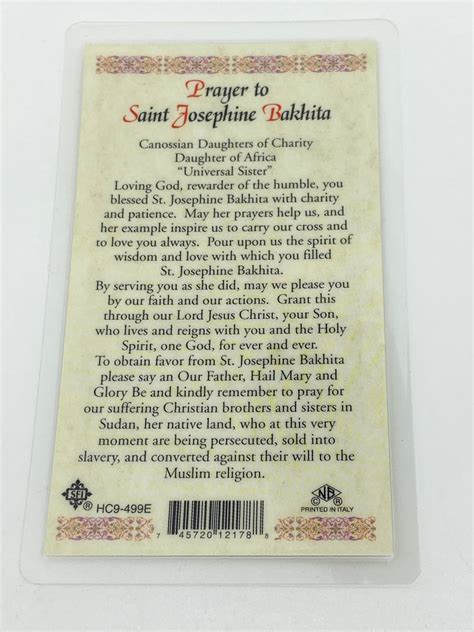 Prayer to
Saint Josephine Bakhita
Canossian Daughters of Charity
Daughter of Africa
“Universal Sister”
Loving God, rewarder of the humble, you
blessed St. Josephine Bakhita with charity
and patience. May her prayers help us, and
her example inspire us to carry our cross and
to love you always. Pour upon us the spirit of
wisdom and love with which you filled
St. Josephine Bakhita.
By serving you as she did, may we please you
by our faith and our actions. Grant this
through our Lord Jesus Christ, your Son,
who lives and reigns with you and the Holy
Spirit, one God, for ever and ever.
To obtain favor from St. Josephine Bakhita
please say an Our Father, Hail Mary and
Glory Be and kindly remember to pray for
our suffering Christian brothers and sisters in
Sudan, her native land, who at this very
moment are being persecuted, sold into
slavery, and converted against their will to the
Muslim religion.
SFI ®
HC9-499E
7 45720 12178 8
© NB ®
PRINTED IN ITALY